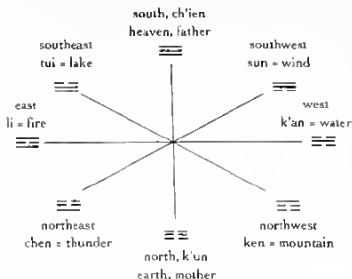 south, ch'ien
heaven, father
southeast
tui = lake
southwest
sun = wind
east
li = fire
west
k'an = water
northeast
chen = thunder
north, k'un
earth, mother
northwest
ken = mountain